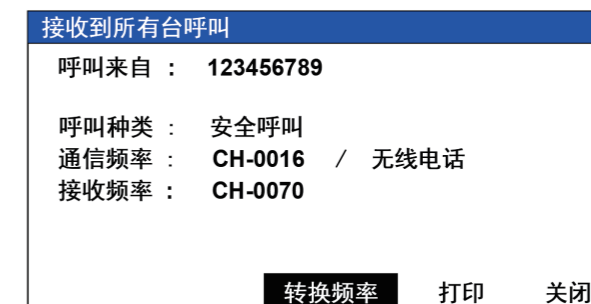 接收到所有台呼叫
呼叫来自 : 123456789
呼叫种类 : 安全呼叫
通信频率 : CH-0016 / 无线电话
接收频率 : CH-0070
转换频率 打印 关闭